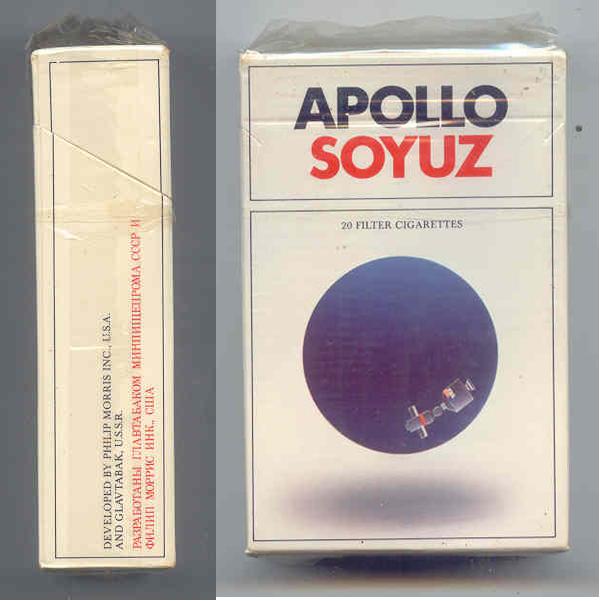 DEVELOPED BY PHILIP MORRIS INC., U.S.A.
AND GLAVTABAK, U.S.S.R.
РАЗРАБОТАНЫ ГЛАВТАБАКОМ МИНПИЩЕПРОМА СССР И
ФИЛИП МОРРИС ИНК., США
APOLLO
SOYUZ
20 FILTER CIGARETTES